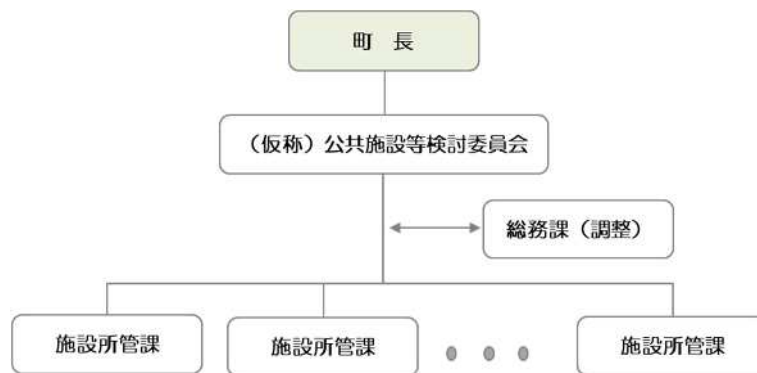 町　長
（仮称）公共施設等検討委員会
総務課（調整）
施設所管課
施設所管課
施設所管課